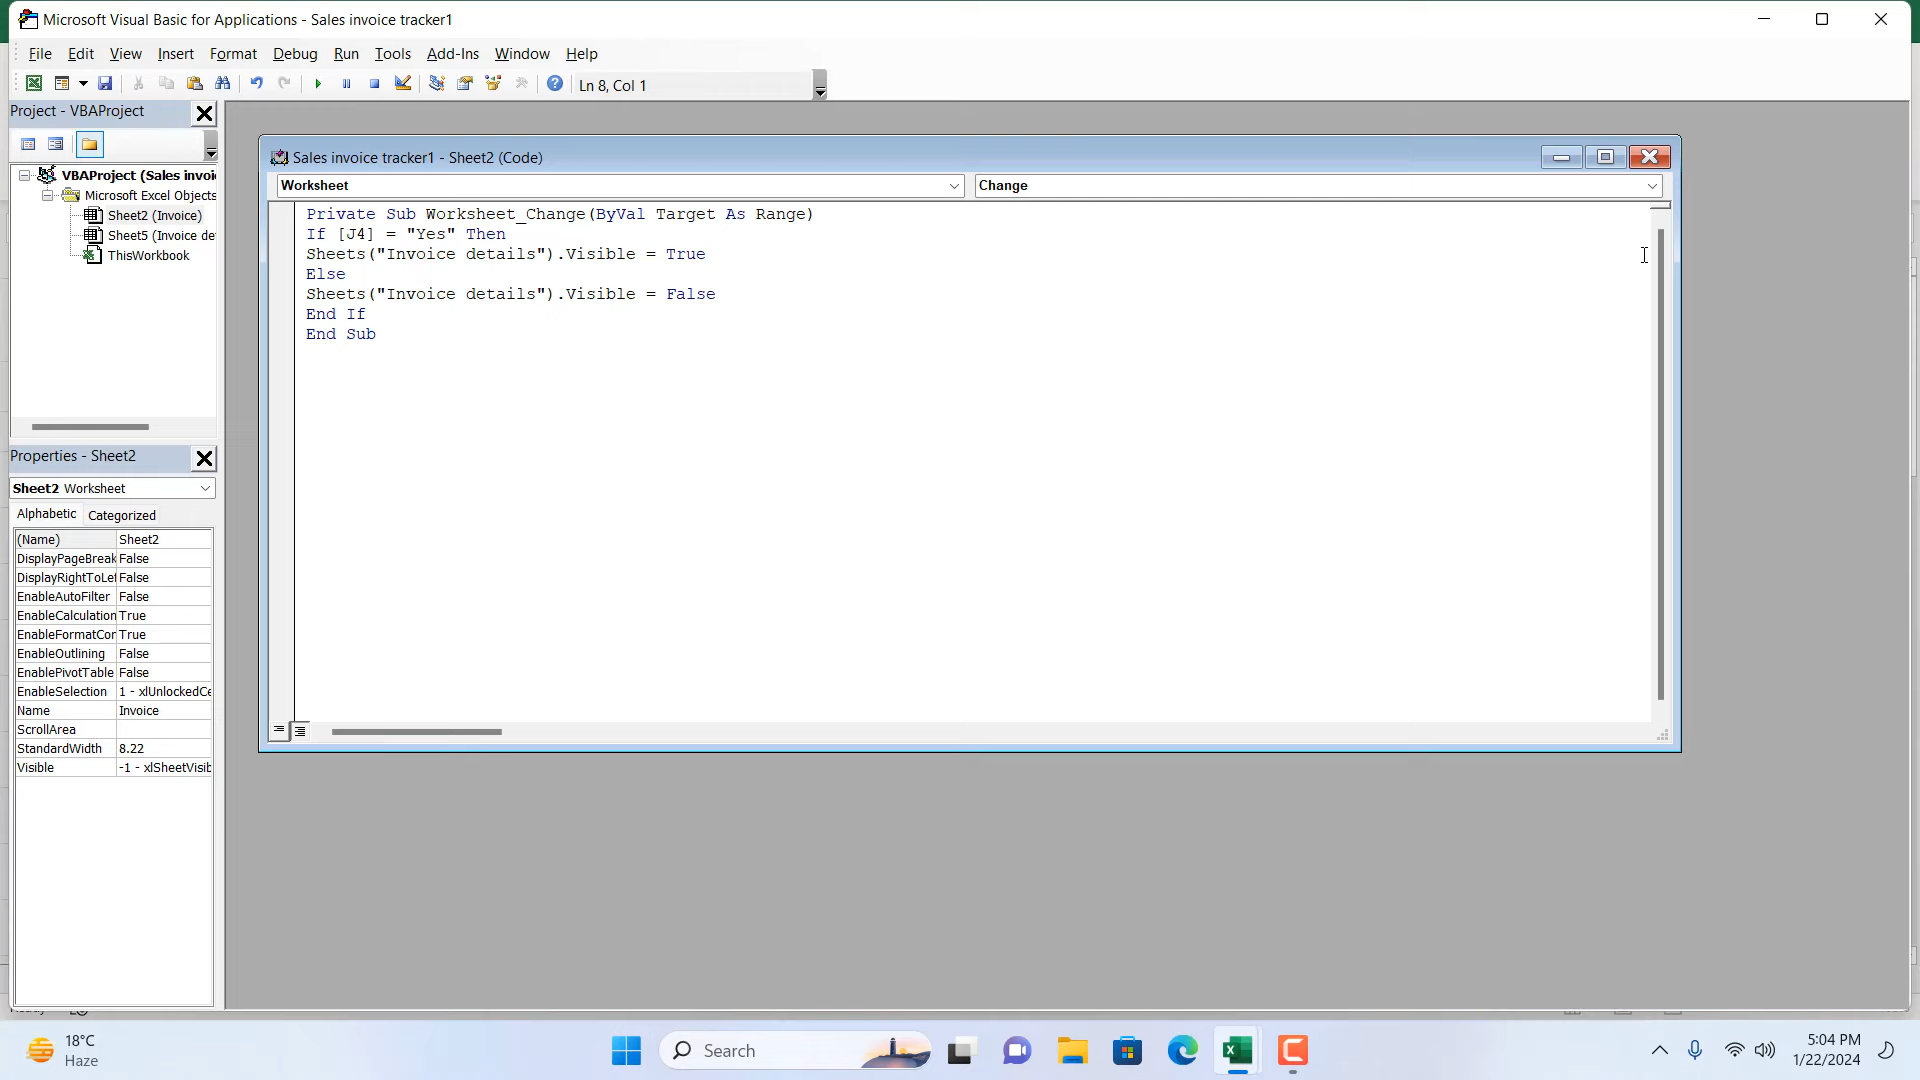 Microsoft Visual Basic for Applications - Sales invoice tracker1
File Edit View Insert Format Debug Run Tools Add-Ins Window Help
Ln 8, Col 1
Project - VBAProject
VBAProject (Sales invoi
Microsoft Excel Objects
Sheet2 (Invoice)
Sheet5 (Invoice de
ThisWorkbook
Properties - Sheet2
Sheet2 Worksheet
Alphabetic Categorized
(Name) Sheet2
DisplayPageBreak False
DisplayRightToLef False
EnableAutoFilter False
EnableCalculation True
EnableFormatCor True
EnableOutlining False
EnablePivotTable False
EnableSelection 1 - xlUnlockedCe
Name Invoice
ScrollArea
StandardWidth 8.22
Visible -1 - xlSheetVisib
Sales invoice tracker1 - Sheet2 (Code)
Worksheet Change
Private Sub Worksheet_Change(ByVal Target As Range)
If [J4] = "Yes" Then
Sheets("Invoice details").Visible = True
Else
Sheets("Invoice details").Visible = False
End If
End Sub
18°C
Haze
Search
5:04 PM
1/22/2024